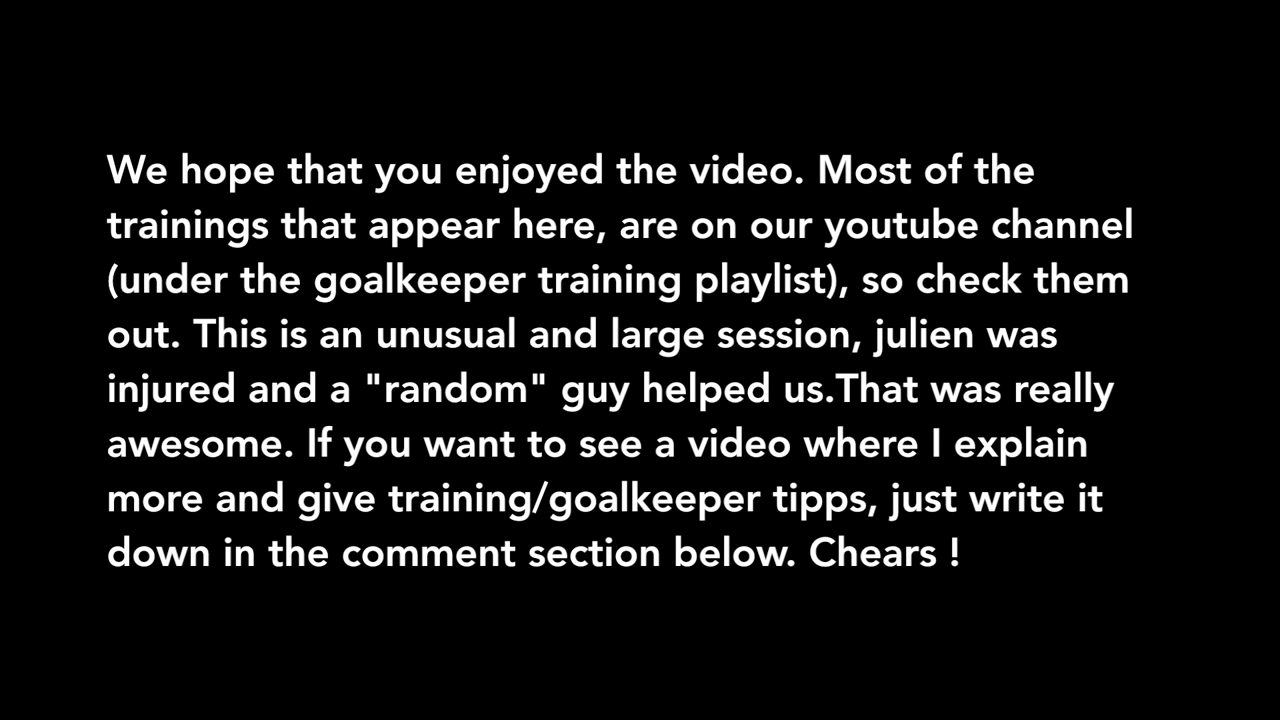 We hope that you enjoyed the video. Most of the
trainings that appear here, are on our youtube channel
(under the goalkeeper training playlist), so check them
out. This is an unusual and large session, julien was
injured and a "random" guy helped us.That was really
awesome. If you want to see a video where I explain
more and give training/goalkeeper tipps, just write it
down in the comment section below. Chears !